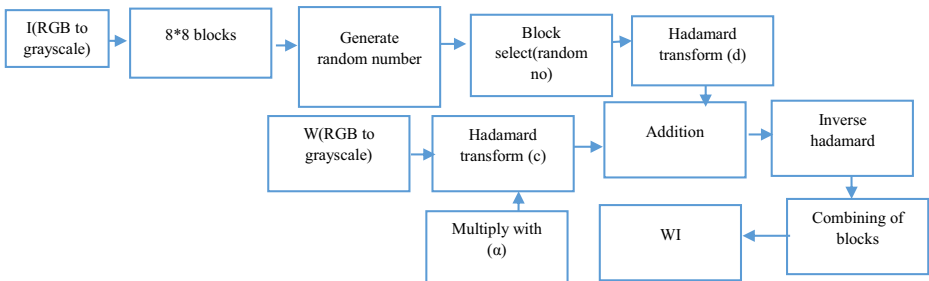 I(RGB to
grayscale)
8*8 blocks
Generate
random number
Block
select(random
no)
Hadamard
transform (d)
W(RGB to
grayscale)
Hadamard
transform (c)
Addition
Inverse
hadamard
Multiply with
(α)
WI
Combining of
blocks